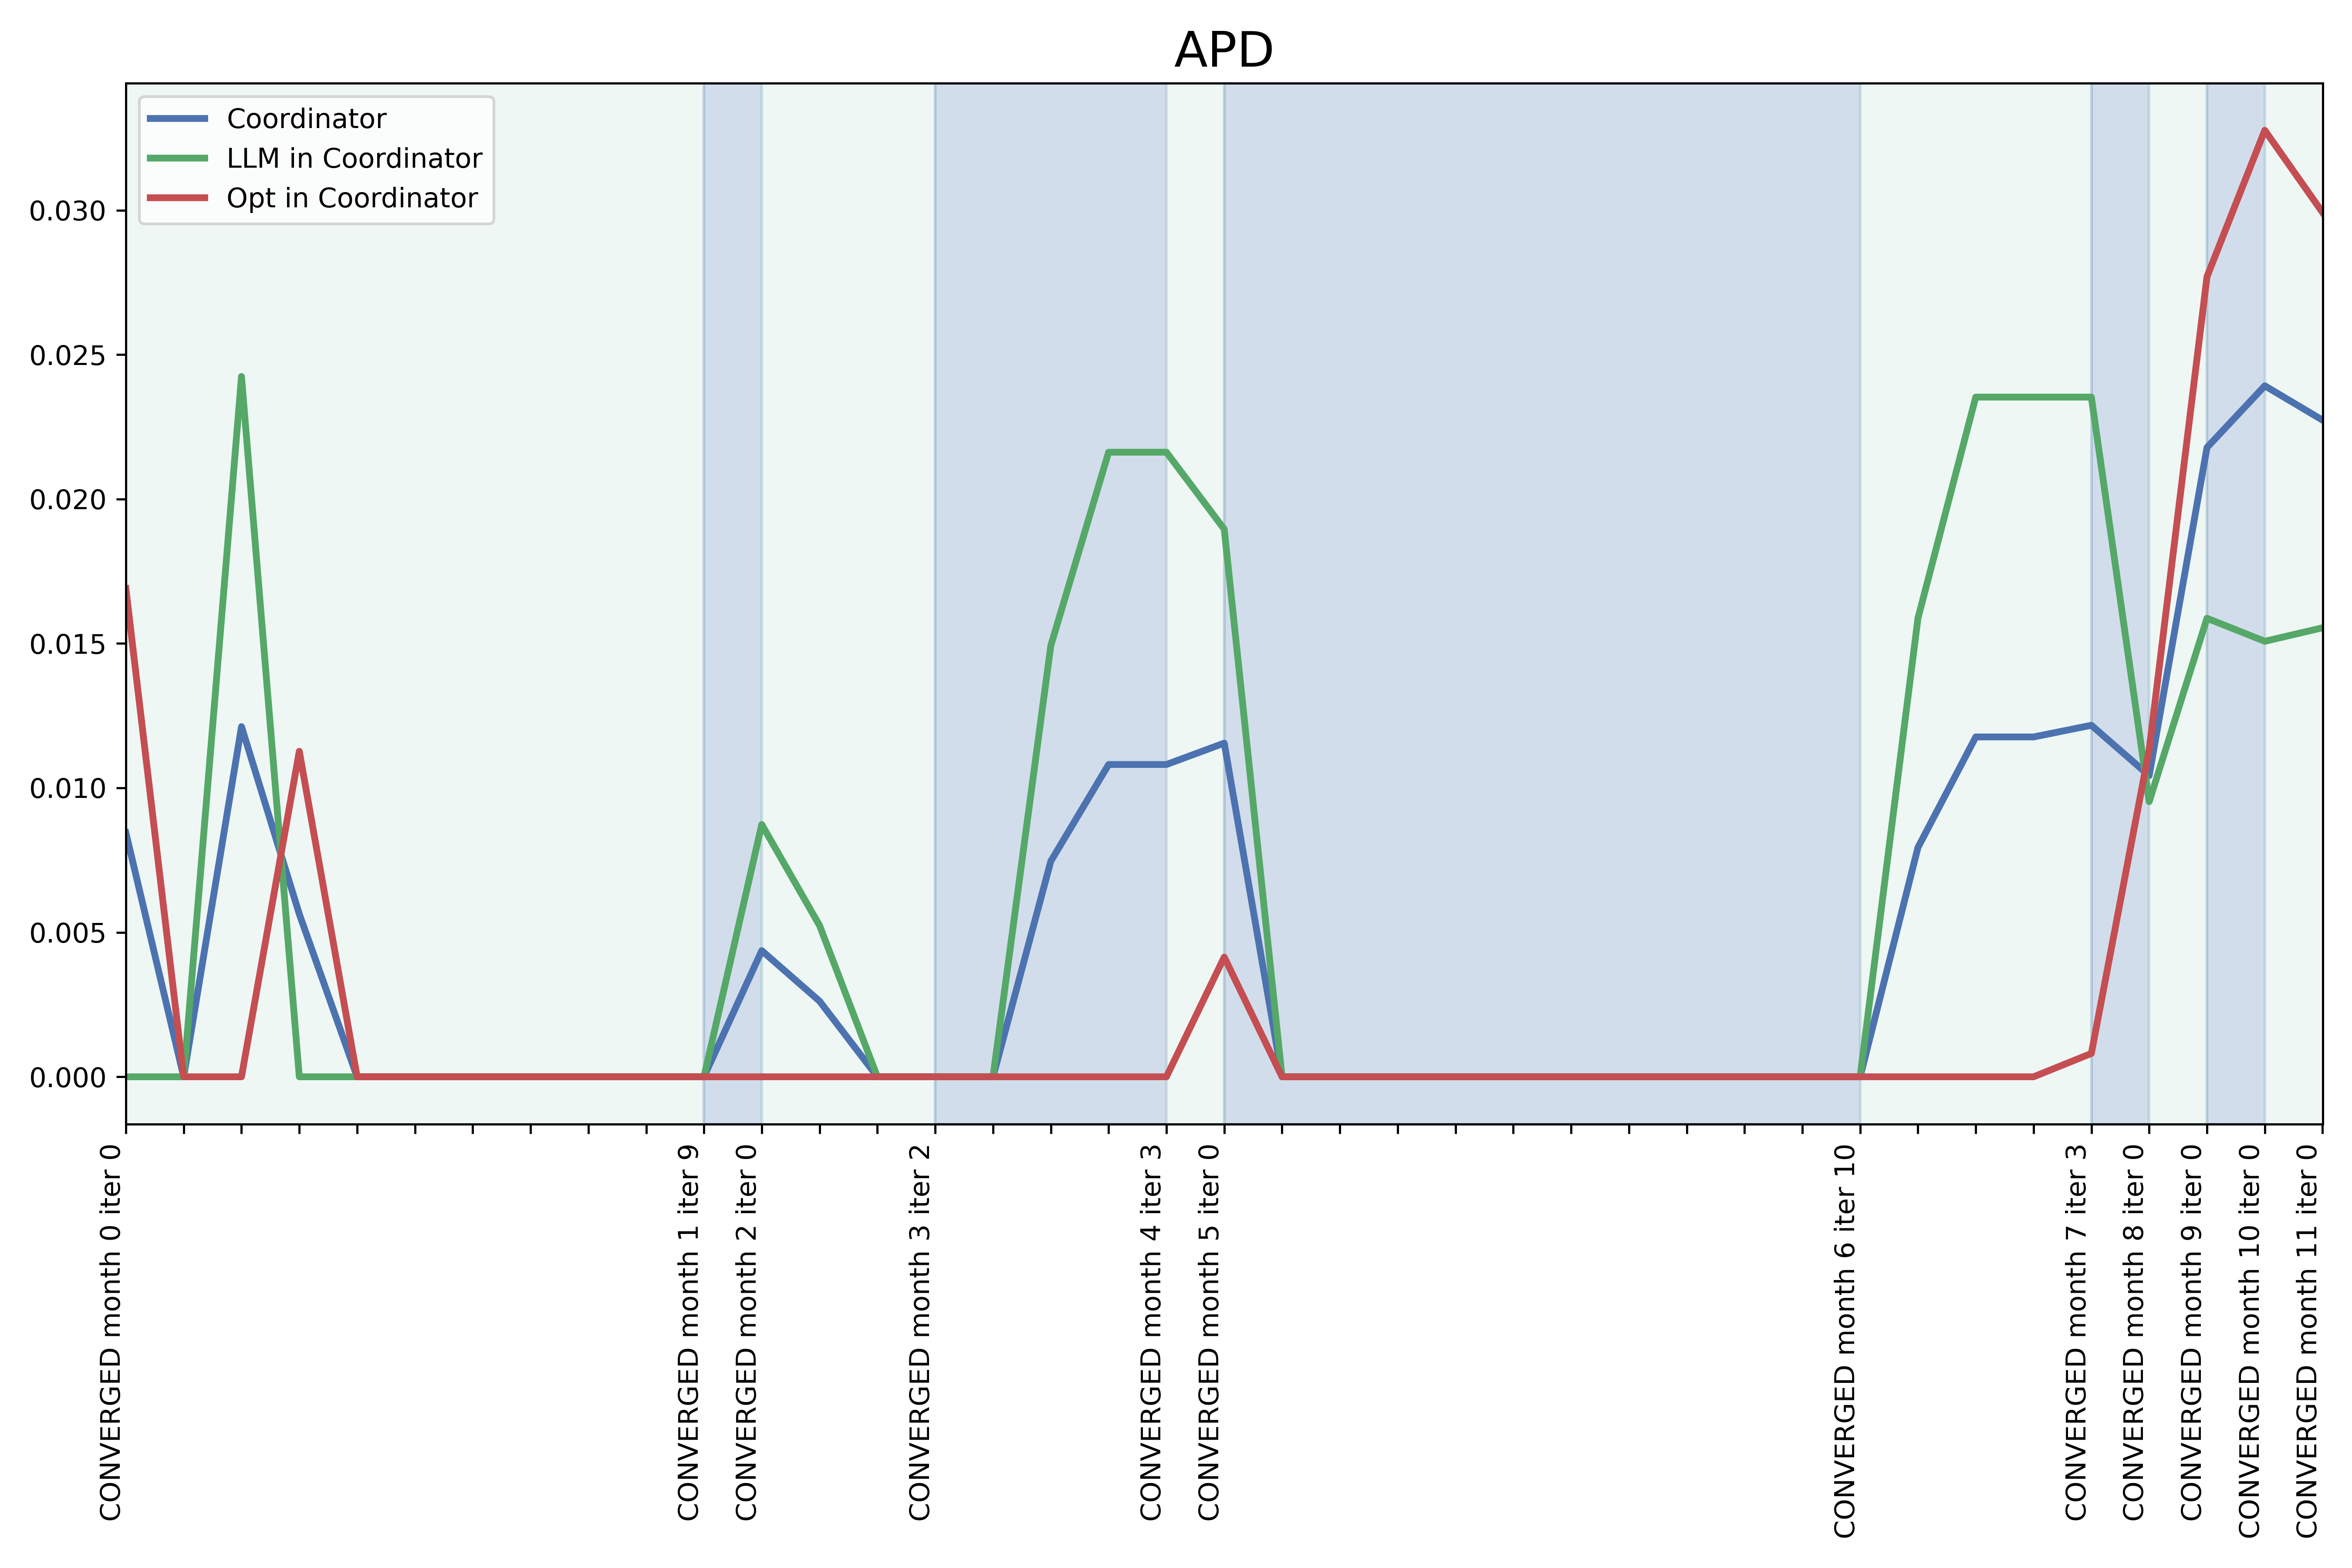 APD
Coordinator
LLM in Coordinator
Opt in Coordinator
0.030
0.025
0.020
0.015
0.010
0.005
0.000
CONVERGED month 0 iter 0
CONVERGED month 1 iter 9
CONVERGED month 2 iter 0
CONVERGED month 3 iter 2
CONVERGED month 4 iter 3
CONVERGED month 5 iter 0
CONVERGED month 6 iter 10
CONVERGED month 7 iter 3
CONVERGED month 8 iter 0
CONVERGED month 9 iter 0
CONVERGED month 10 iter 0
CONVERGED month 11 iter 0